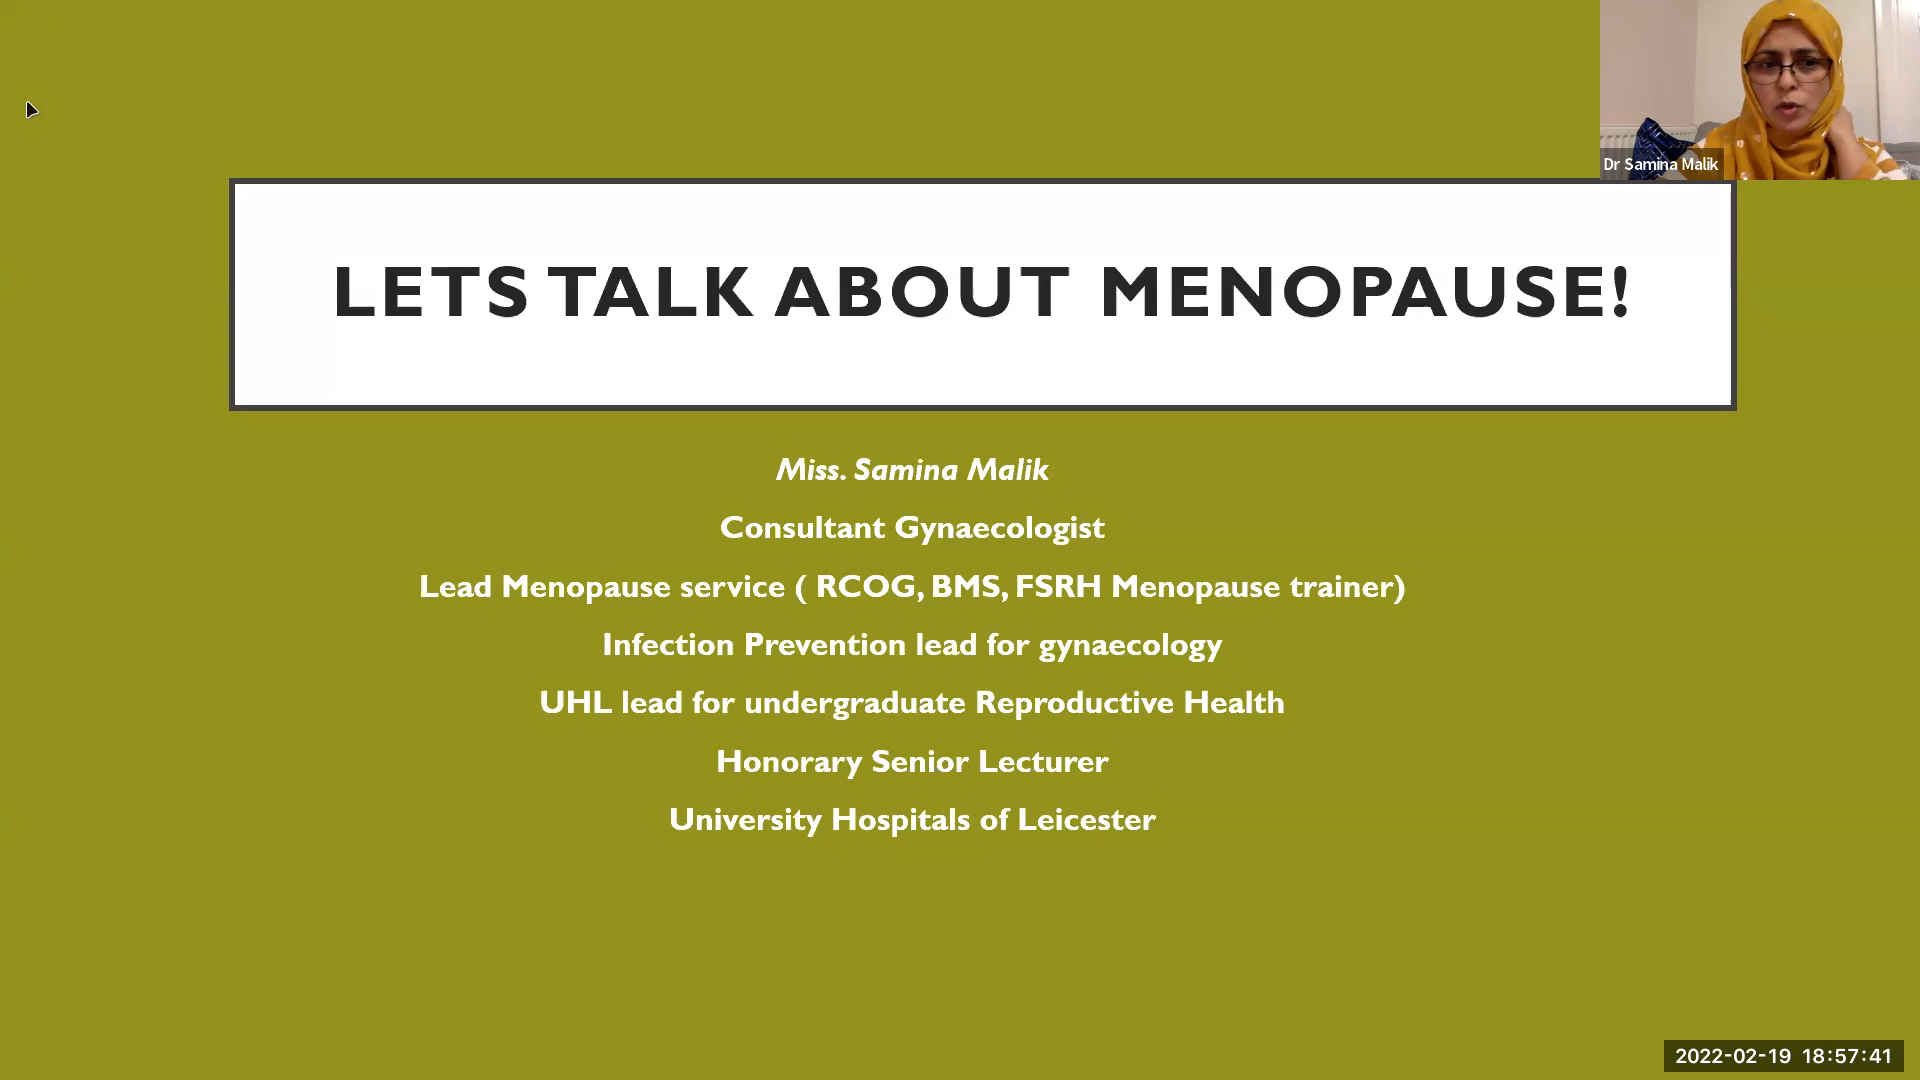 Dr Samina Malik
LETS TALK ABOUT MENOPAUSE!
Miss. Samina Malik
Consultant Gynaecologist
Lead Menopause service ( RCOG, BMS, FSRH Menopause trainer)
Infection Prevention lead for gynaecology
UHL lead for undergraduate Reproductive Health
Honorary Senior Lecturer
University Hospitals of Leicester
2022-02-19 18:57:41